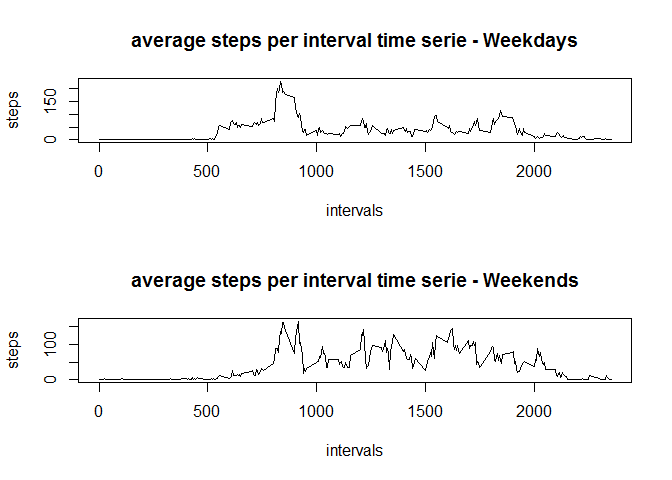 average steps per interval time serie - Weekdays
steps
0 150
0 500 1000 1500 2000
intervals
average steps per interval time serie - Weekends
steps
0 100
0 500 1000 1500 2000
intervals